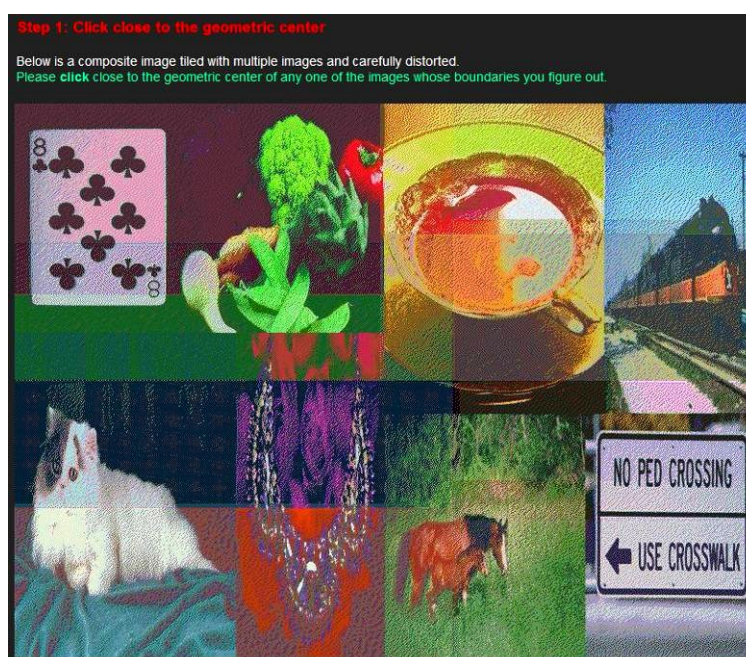 Step 1: Click close to the geometric center
Below is a composite image tiled with multiple images and carefully distorted.
Please click close to the geometric center of any one of the images whose boundaries you figure out.
8
8
NO PED CROSSING
USE CROSSWALK